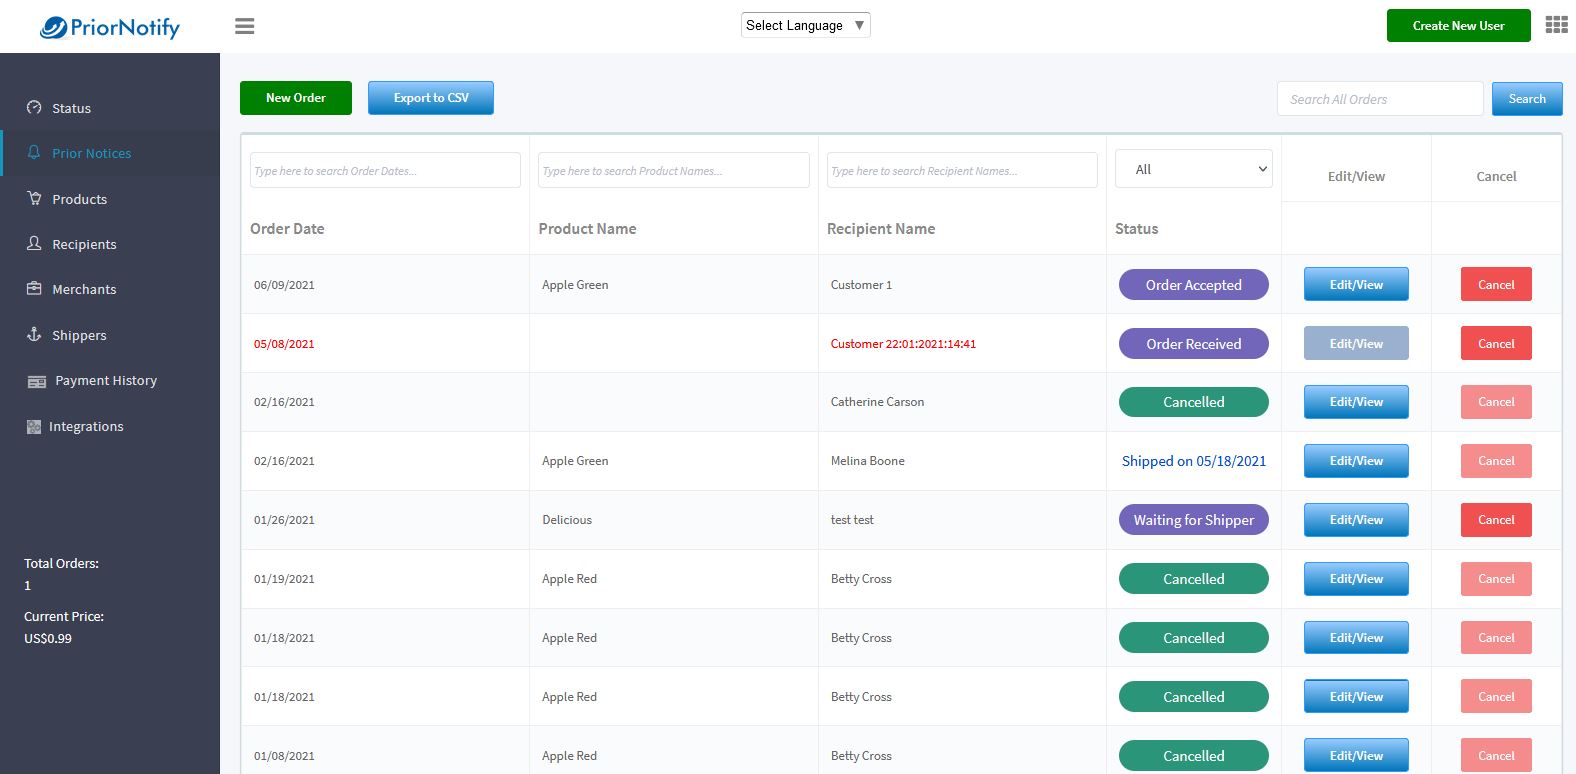 PriorNotify
Select Language ▼
Create New User
Status
Prior Notices
Products
Recipients
Merchants
Shippers
Payment History
Integrations
Total Orders:
1
Current Price:
US$0.99
New Order
Export to CSV
Search All Orders
Search
Type here to search Order Dates...
Type here to search Product Names...
Type here to search Recipient Names...
All
Edit/View
Cancel
Order Date
Product Name
Recipient Name
Status
06/09/2021 Apple Green Customer 1 Order Accepted Edit/View Cancel
05/08/2021 Customer 22:01:2021:14:41 Order Received Edit/View Cancel
02/16/2021 Catherine Carson Cancelled Edit/View Cancel
02/16/2021 Apple Green Melina Boone Shipped on 05/18/2021 Edit/View Cancel
01/26/2021 Delicious test test Waiting for Shipper Edit/View Cancel
01/19/2021 Apple Red Betty Cross Cancelled Edit/View Cancel
01/18/2021 Apple Red Betty Cross Cancelled Edit/View Cancel
01/18/2021 Apple Red Betty Cross Cancelled Edit/View Cancel
01/08/2021 Apple Red Betty Cross Cancelled Edit/View Cancel